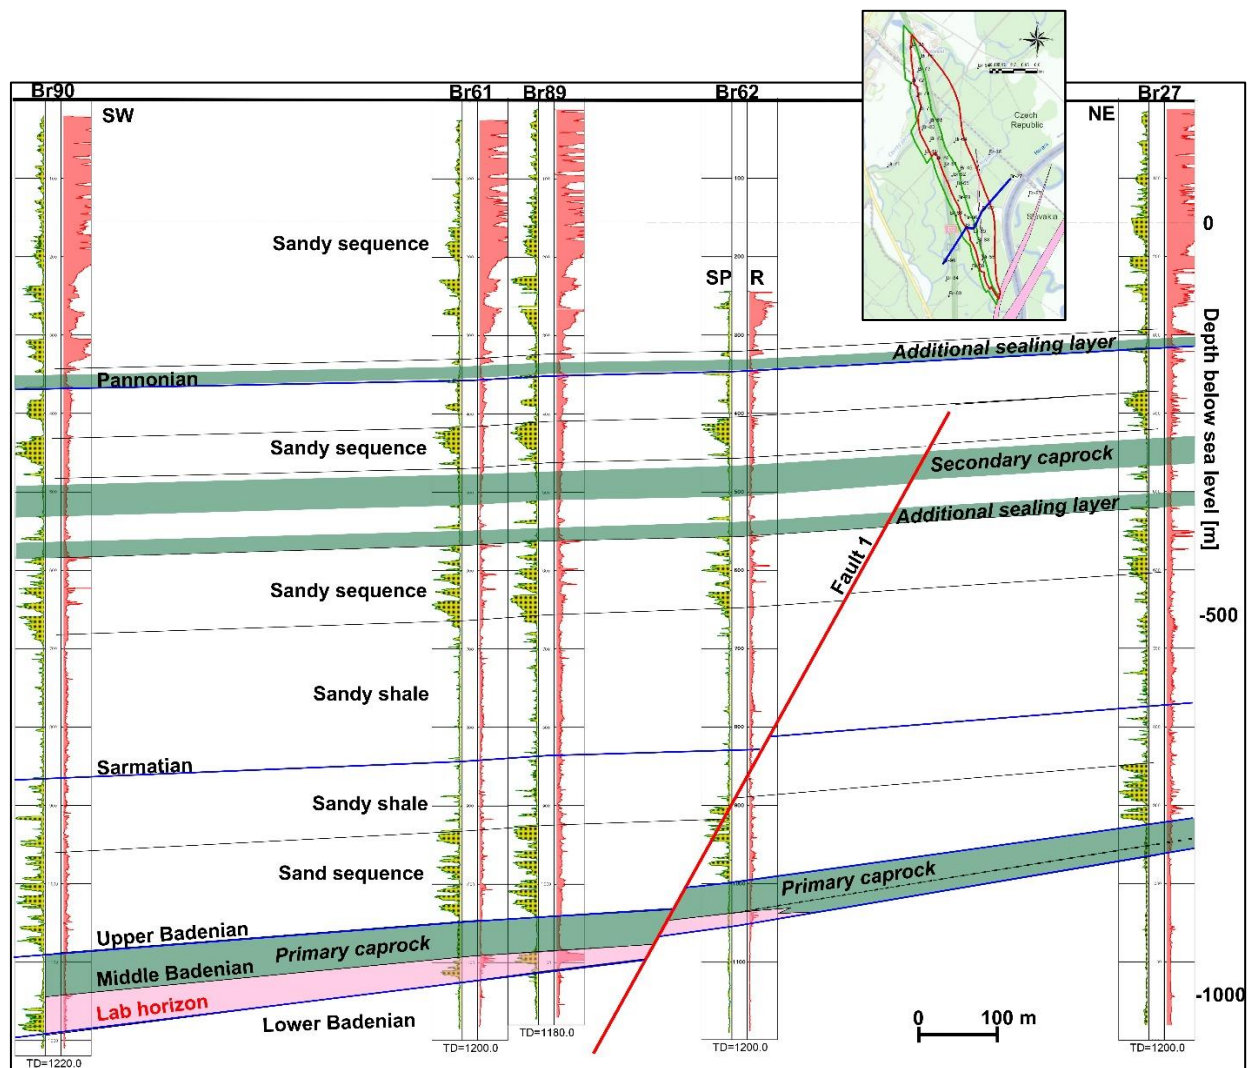 Czech
Republic
Slovakia
Br90
Br61
Br89
Br62
Br27
SW
NE
Sandy sequence
0
SP
R
Depth below sea level [m]
Additional sealing layer
Pannonian
Sandy sequence
Secondary caprock
Additional sealing layer
Fault 1
Sandy sequence
-500
Sandy shale
Sarmatian
Sandy shale
Sand sequence
Primary caprock
Upper Badenian
Primary caprock
Middle Badenian
Lab horizon
Lower Badenian
-1000
0
100 m
TD=1220.0
TD=1200.0
TD=1180.0
TD=1200.0
TD=1200.0